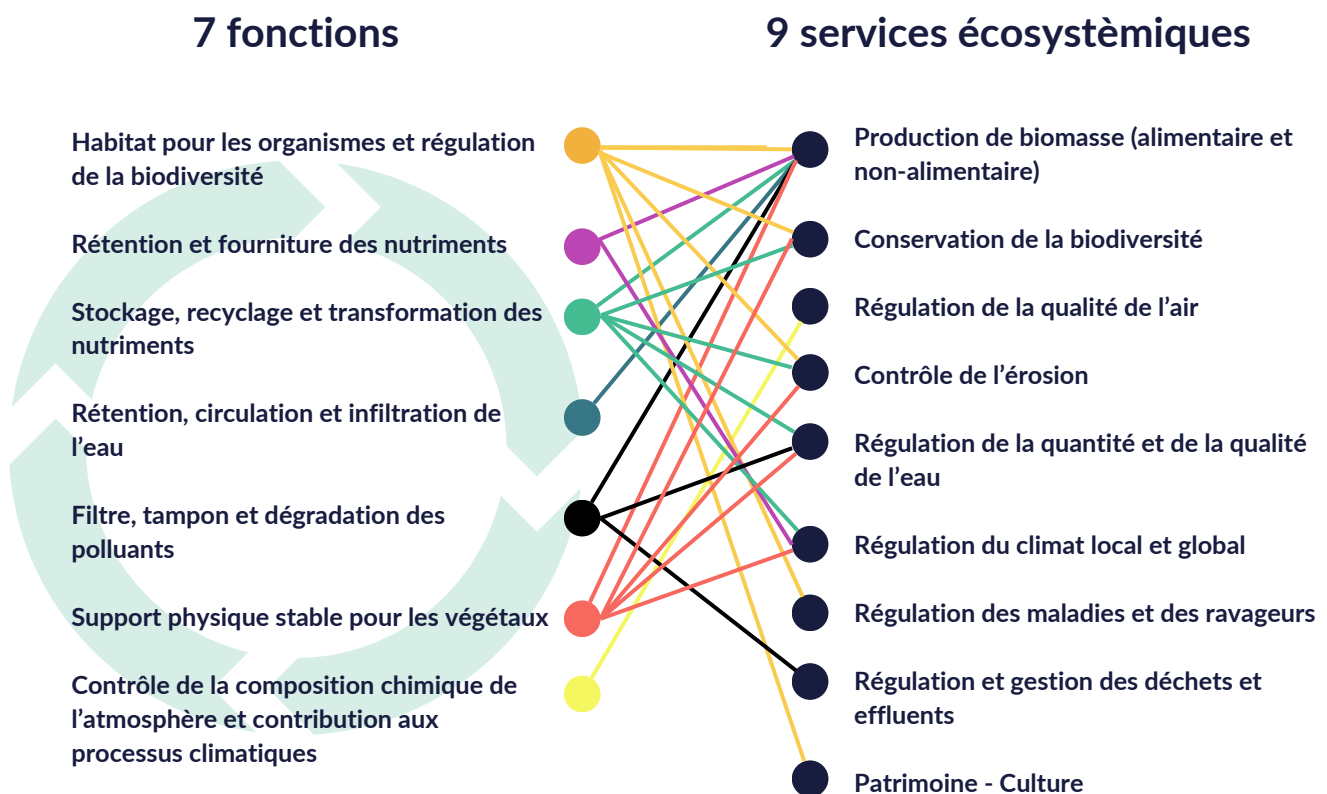 7 fonctions
9 services écosystèmiques
Habitat pour les organismes et régulation
de la biodiversité
Rétention et fourniture des nutriments
Stockage, recyclage et transformation des
nutriments
Rétention, circulation et infiltration de
l’eau
Filtre, tampon et dégradation des
polluants
Support physique stable pour les végétaux
Contrôle de la composition chimique de
l’atmosphère et contribution aux
processus climatiques
Production de biomasse (alimentaire et
non-alimentaire)
Conservation de la biodiversité
Régulation de la qualité de l’air
Contrôle de l’érosion
Régulation de la quantité et de la qualité
de l’eau
Régulation du climat local et global
Régulation des maladies et des ravageurs
Régulation et gestion des déchets et
effluents
Patrimoine - Culture